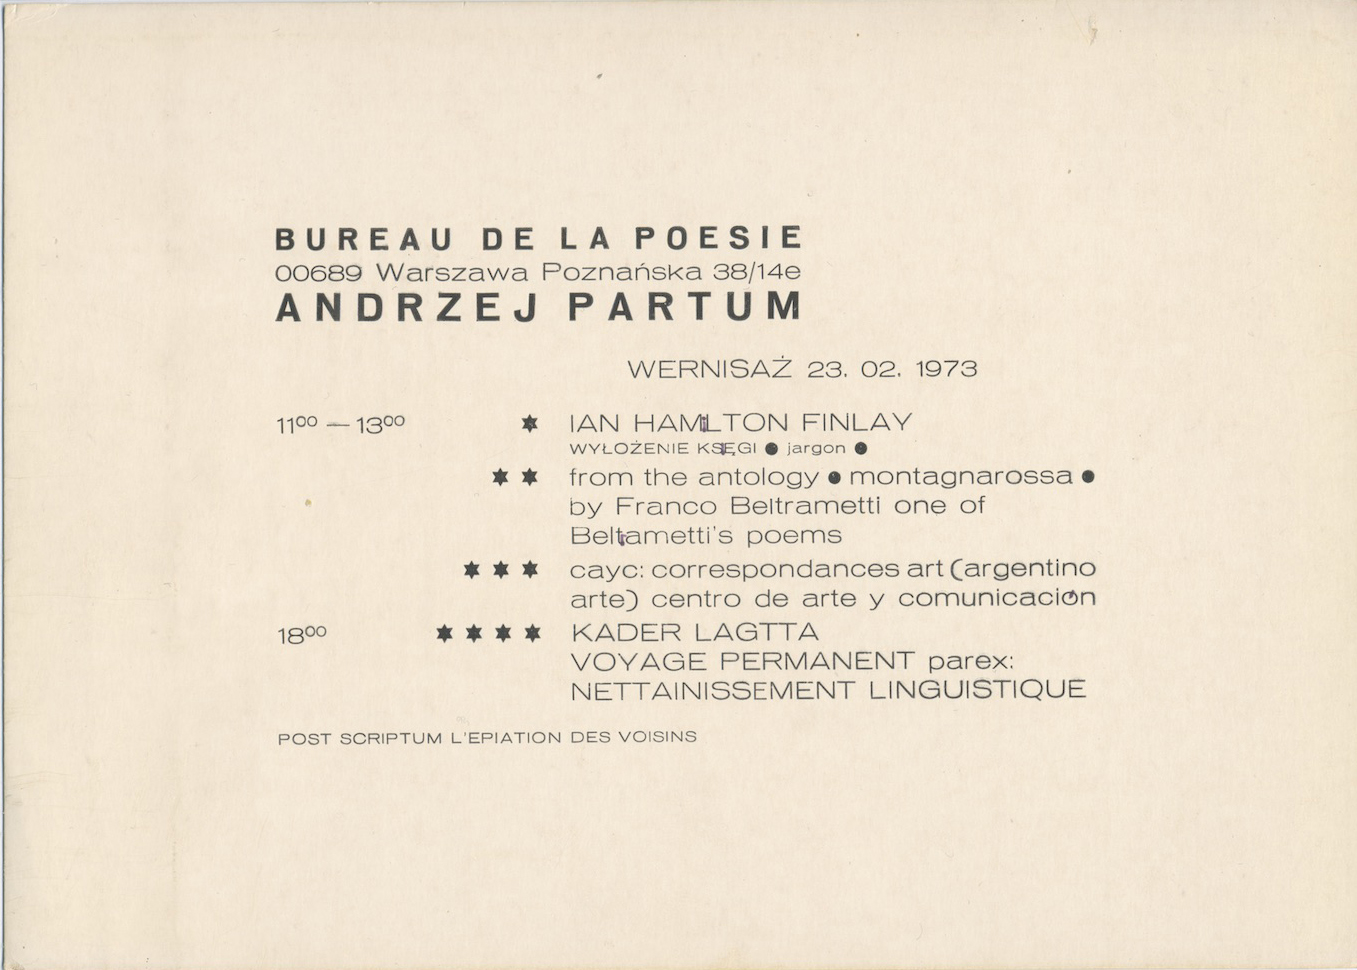 BUREAU DE LA POESIE
00689 Warszawa Poznańska 38/14e
ANDRZEJ PARTUM
WERNISAŻ 23. 02. 1973
11⁰⁰ — 13⁰⁰ ★ IAN HAMILTON FINLAY
WYŁOŻENIE KSIĘGI ● jargon ●
★ ★ from the antology ● montagnarossa ●
by Franco Beltrametti one of
Beltrametti's poems
★ ★ ★ cayc: correspondances art (argentino
arte) centro de arte y comunicación
18⁰⁰ ★ ★ ★ ★ KADER LAGTTA
VOYAGE PERMANENT parex:
NETTAINISSEMENT LINGUISTIQUE
POST SCRIPTUM L'EPIATION DES VOISINS